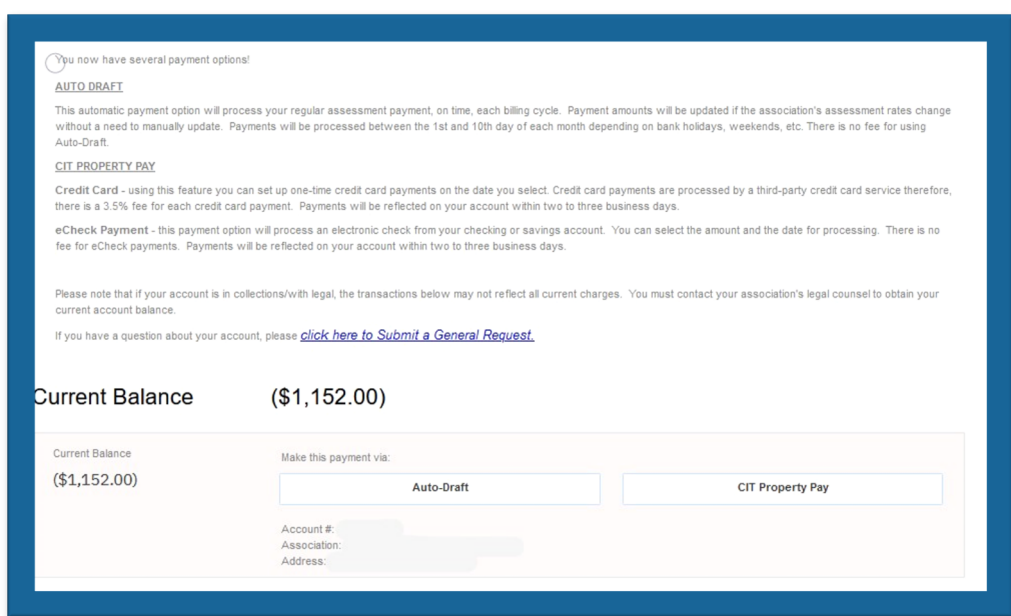 You now have several payment options!
AUTO DRAFT
This automatic payment option will process your regular assessment payment, on time, each billing cycle. Payment amounts will be updated if the association's assessment rates change
without a need to manually update. Payments will be processed between the 1st and 10th day of each month depending on bank holidays, weekends, etc. There is no fee for using
Auto-Draft.
CIT PROPERTY PAY
Credit Card - using this feature you can set up one-time credit card payments on the date you select. Credit card payments are processed by a third-party credit card service therefore,
there is a 3.5% fee for each credit card payment. Payments will be reflected on your account within two to three business days.
eCheck Payment - this payment option will process an electronic check from your checking or savings account. You can select the amount and the date for processing. There is no
fee for eCheck payments. Payments will be reflected on your account within two to three business days.
Please note that if your account is in collections/with legal, the transactions below may not reflect all current charges. You must contact your association's legal counsel to obtain your
current account balance.
If you have a question about your account, please click here to Submit a General Request.
Current Balance ($1,152.00)
Current Balance
($1,152.00)
Make this payment via:
Auto-Draft
CIT Property Pay
Account #:
Association:
Address: